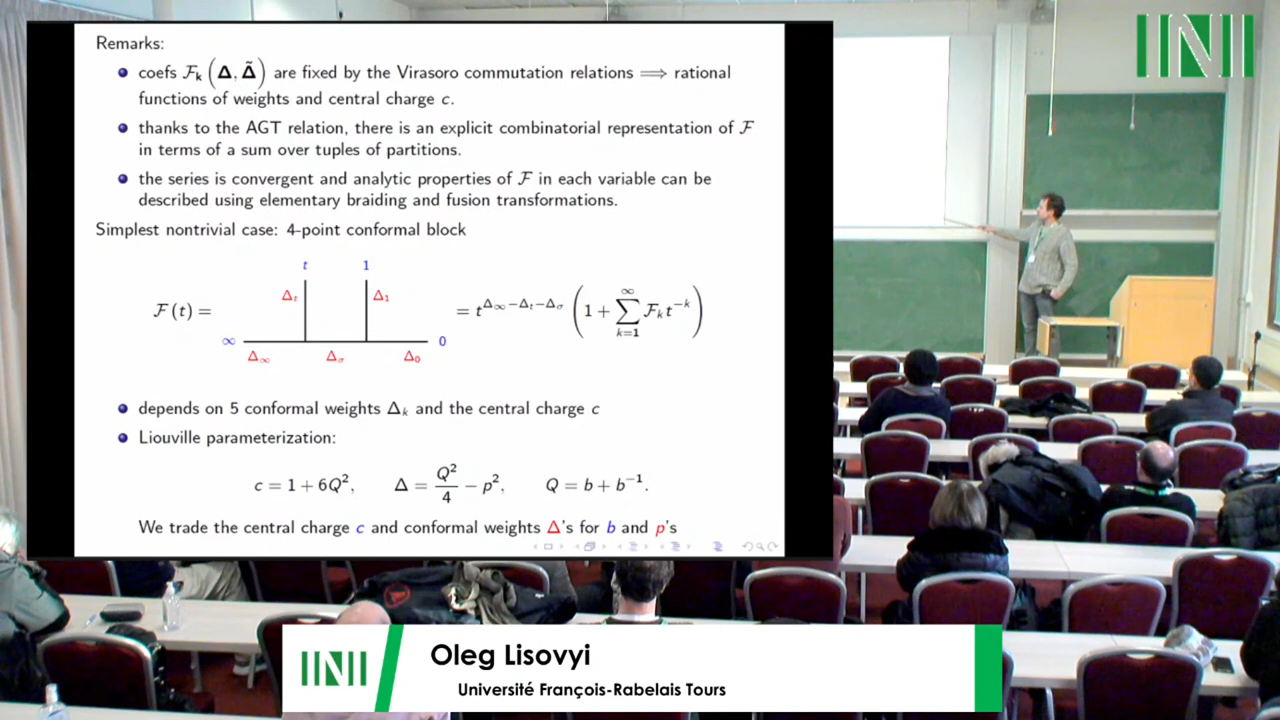 Remarks:
coefs 𝓕ₖ(Δ, Δ̃) are fixed by the Virasoro commutation relations ⟹ rational
functions of weights and central charge c.
thanks to the AGT relation, there is an explicit combinatorial representation of 𝓕
in terms of a sum over tuples of partitions.
the series is convergent and analytic properties of 𝓕 in each variable can be
described using elementary braiding and fusion transformations.
Simplest nontrivial case: 4-point conformal block
t 1
Δ_t Δ_1
𝓕(t) = = t^{Δ_∞−Δ_t−Δ_σ} (1 + ∑_{k=1}^{∞} 𝓕_k t^{−k})
∞ 0
Δ_∞ Δ_σ Δ_0
depends on 5 conformal weights Δ_k and the central charge c
Liouville parameterization:
c = 1 + 6Q², Δ = Q²/4 − p², Q = b + b⁻¹.
We trade the central charge c and conformal weights Δ's for b and p's
Oleg Lisovyi
Université François-Rabelais Tours